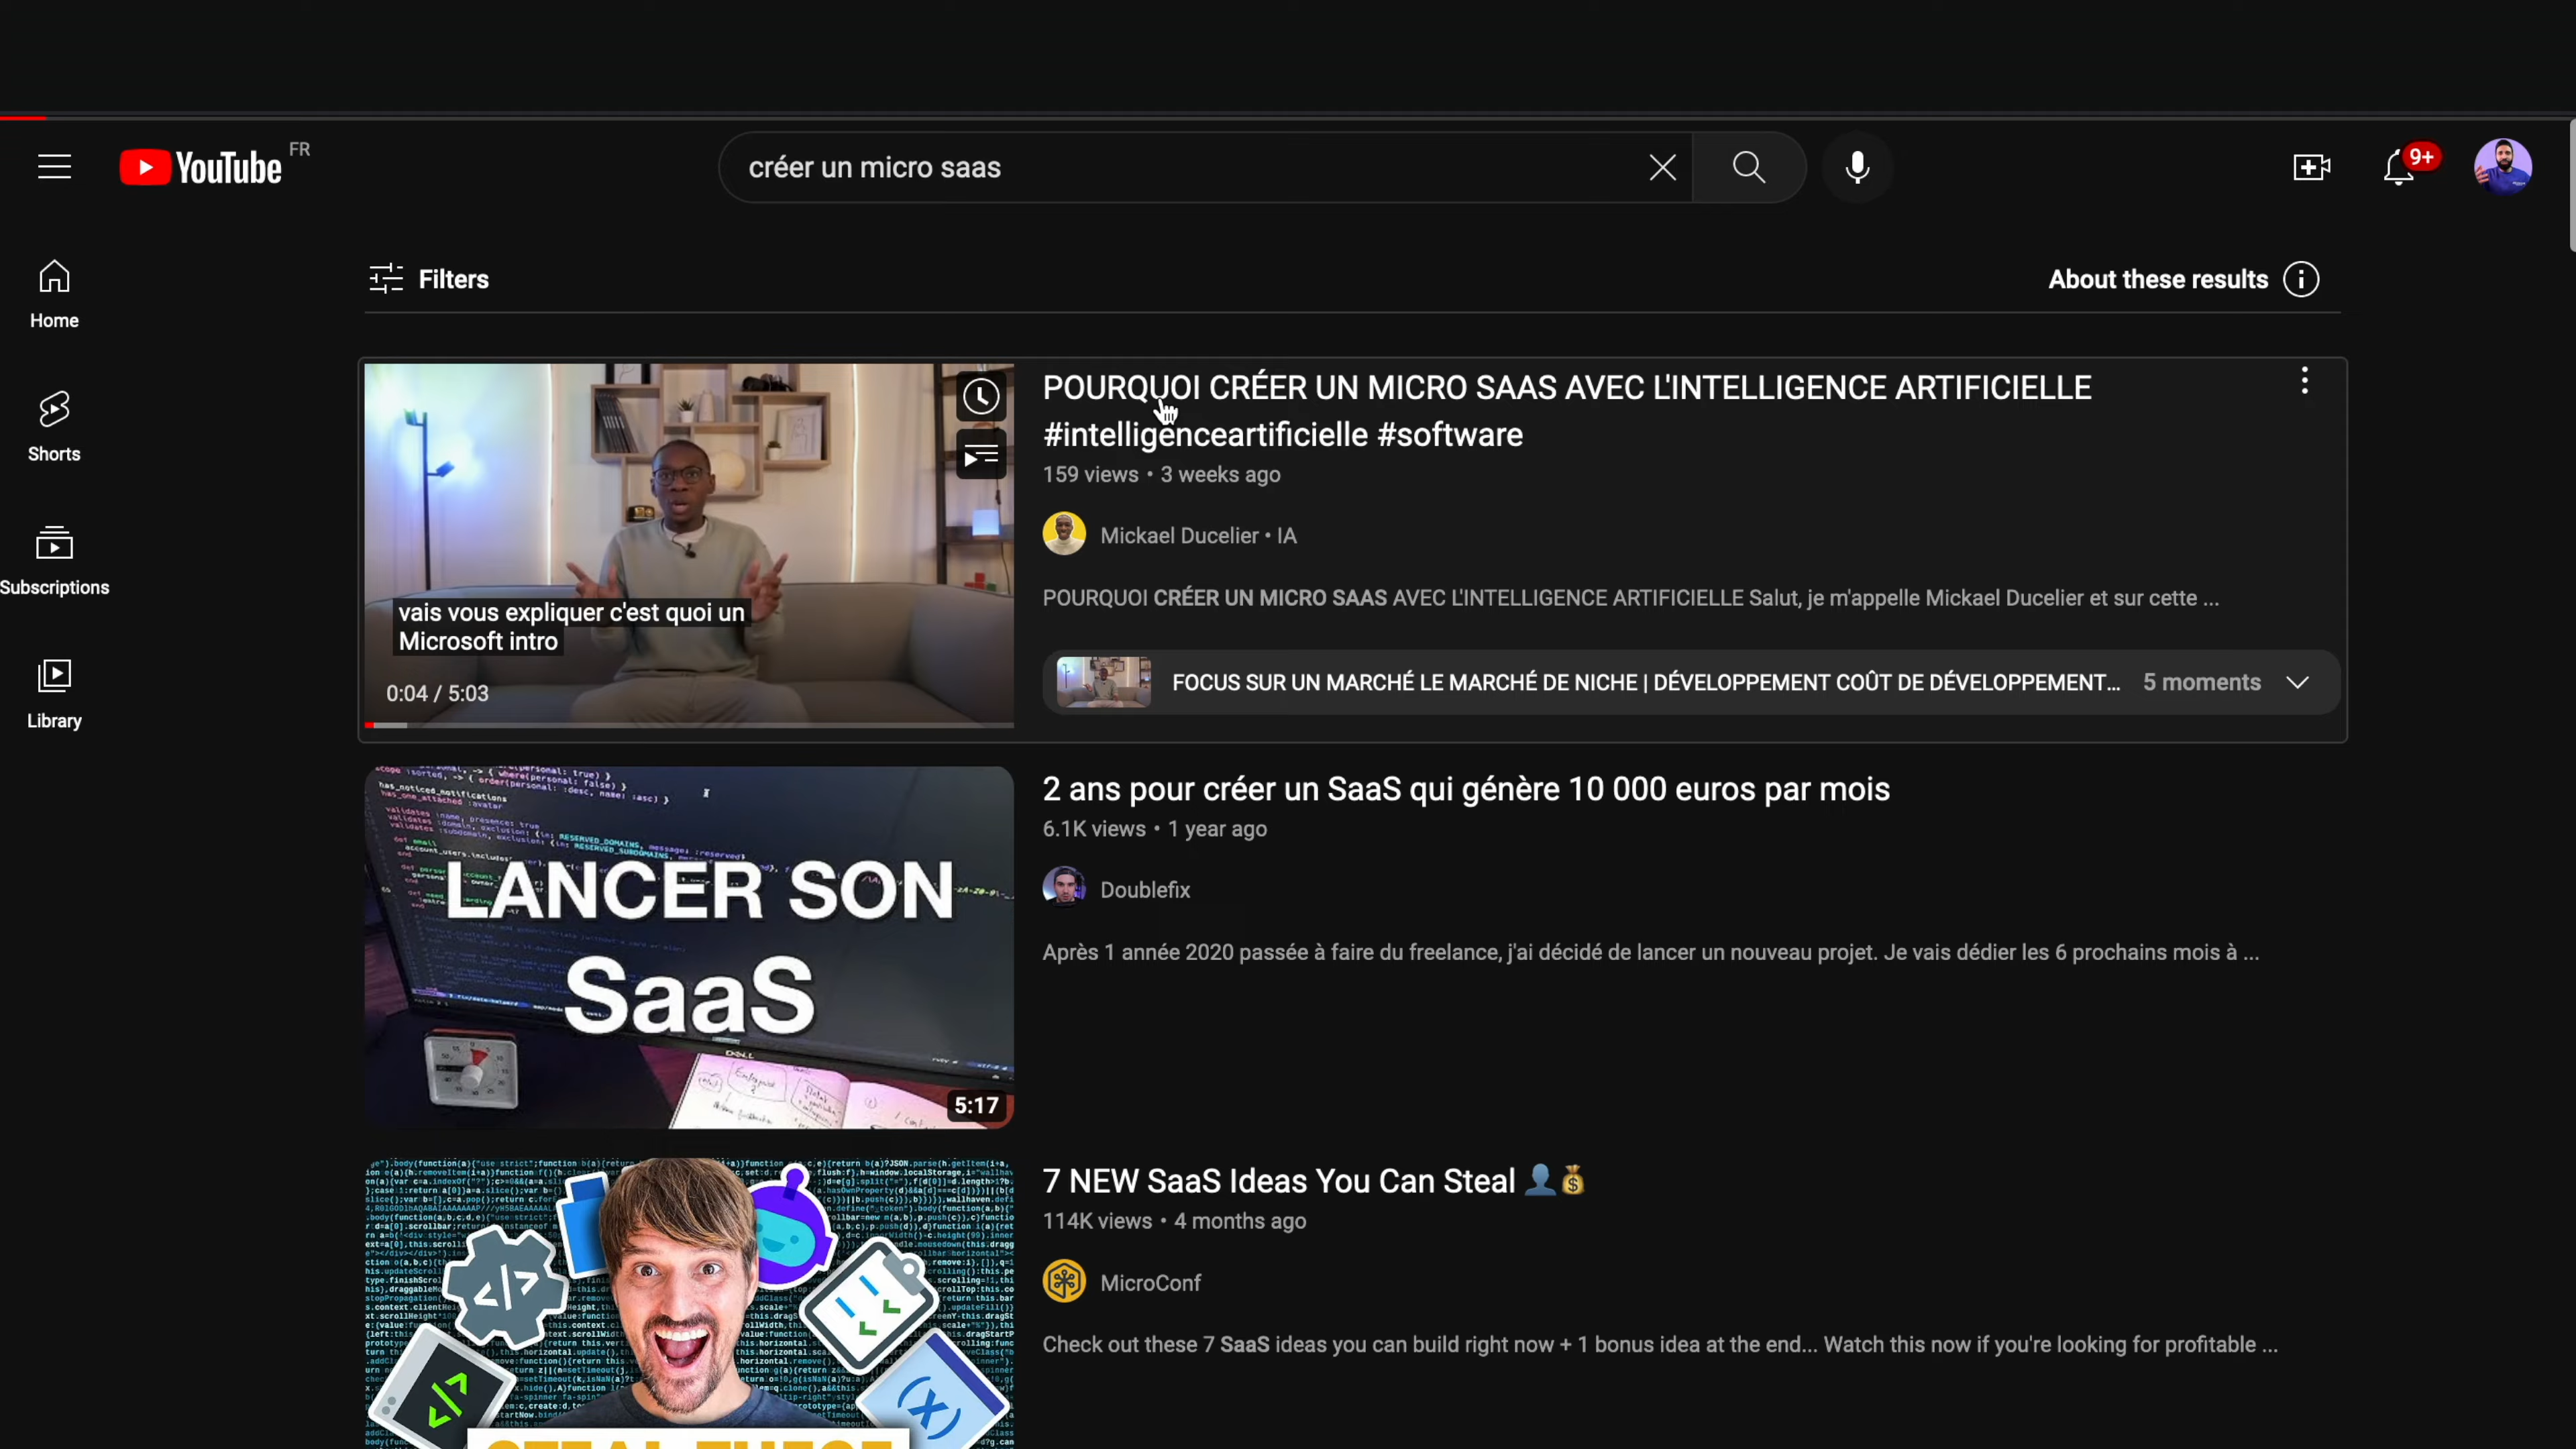 YouTube FR
créer un micro saas
9+
Home
Shorts
Subscriptions
Library
Filters
About these results
vais vous expliquer c'est quoi un
Microsoft intro
0:04 / 5:03
POURQUOI CRÉER UN MICRO SAAS AVEC L'INTELLIGENCE ARTIFICIELLE
#intelligenceartificielle #software
159 views • 3 weeks ago
Mickael Ducelier • IA
POURQUOI CRÉER UN MICRO SAAS AVEC L'INTELLIGENCE ARTIFICIELLE Salut, je m'appelle Mickael Ducelier et sur cette ...
FOCUS SUR UN MARCHÉ LE MARCHÉ DE NICHE | DÉVELOPPEMENT COÛT DE DÉVELOPPEMENT...
5 moments
LANCER SON
SaaS
DELL
5:17
2 ans pour créer un SaaS qui génère 10 000 euros par mois
6.1K views • 1 year ago
Doublefix
Après 1 année 2020 passée à faire du freelance, j'ai décidé de lancer un nouveau projet. Je vais dédier les 6 prochains mois à ...
7 NEW SaaS Ideas You Can Steal 👤💰
114K views • 4 months ago
MicroConf
Check out these 7 SaaS ideas you can build right now + 1 bonus idea at the end... Watch this now if you're looking for profitable ...